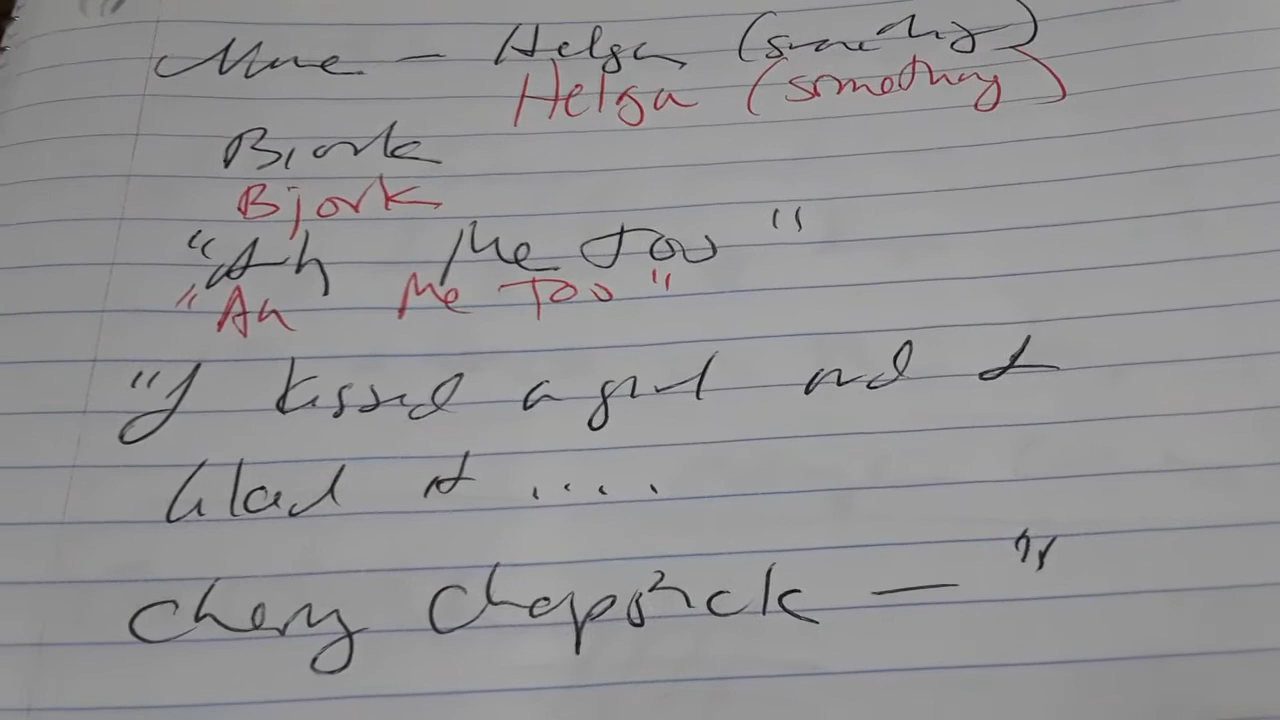 Mine - Helga (something)
Helga (something)
Bjork
Bjork
"Ah Me Too"
"Ah Me Too"
"I kissed a girl and I
liked it ....
cherry chapstick - "